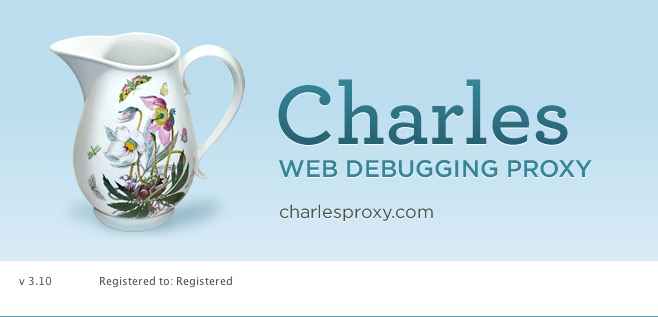 Charles
WEB DEBUGGING PROXY
charlesproxy.com
v 3.10 Registered to: Registered